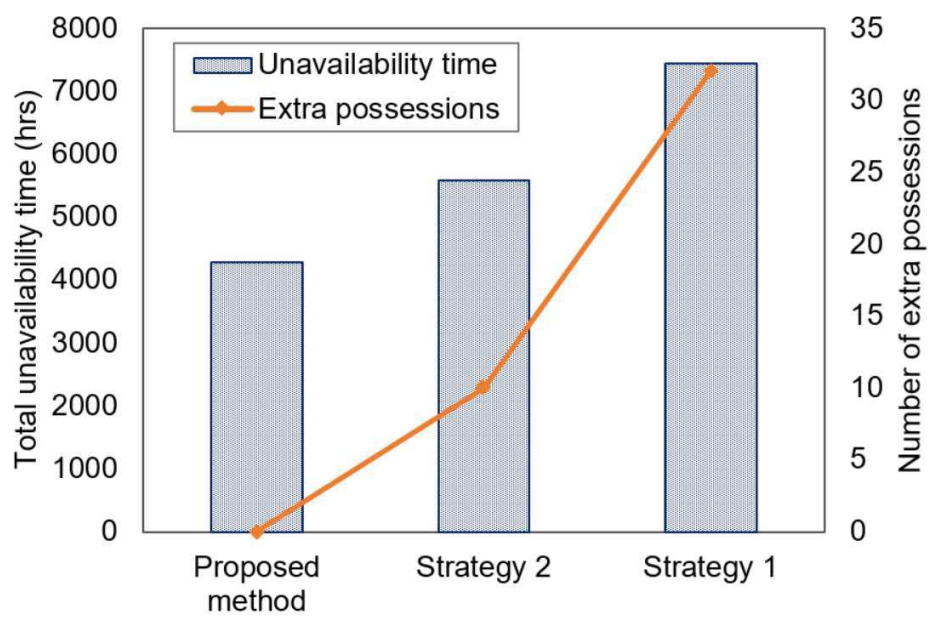 Total unavailability time (hrs)
8000
7000
6000
5000
4000
3000
2000
1000
0
Unavailability time
Extra possessions
35
30
25
20
15
10
5
0
Number of extra possessions
Proposed
method
Strategy 2
Strategy 1